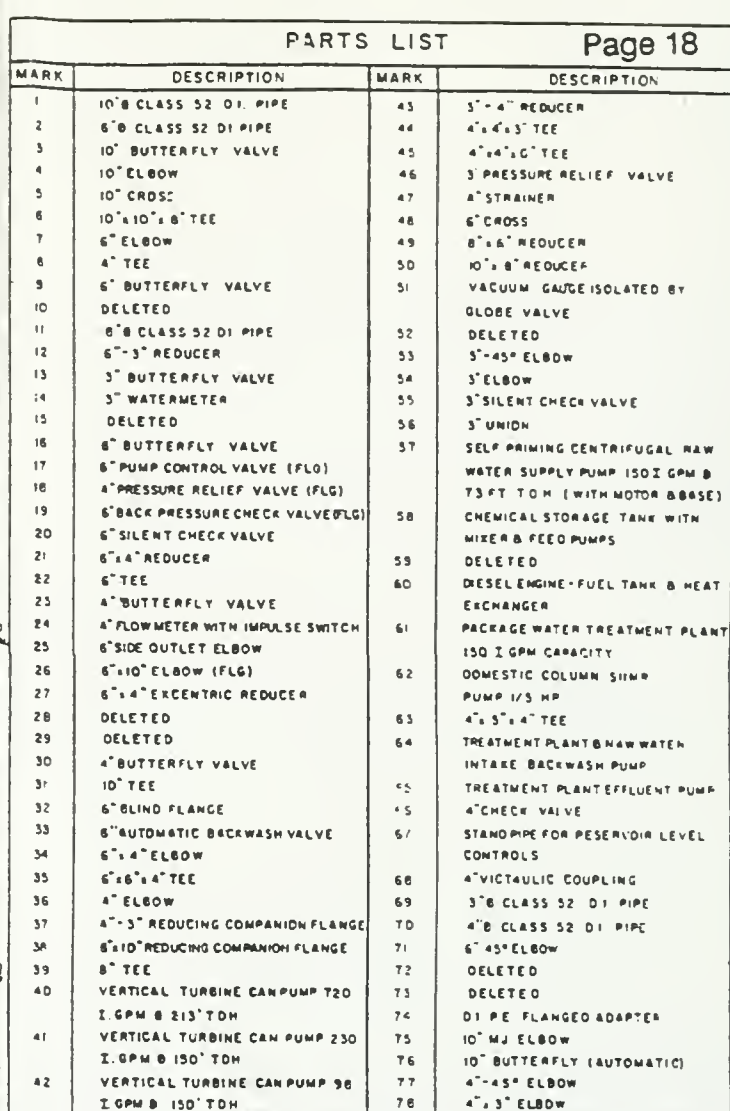 PARTS LIST Page 18
MARK DESCRIPTION
1 10"ø CLASS 52 D.I. PIPE
2 6"ø CLASS 52 DI PIPE
3 10" BUTTERFLY VALVE
4 10" ELBOW
5 10" CROSS
6 10"x10"x8" TEE
7 6" ELBOW
8 4" TEE
9 6" BUTTERFLY VALVE
10 DELETED
11 8"ø CLASS 52 DI PIPE
12 6"-3" REDUCER
13 3" BUTTERFLY VALVE
14 3" WATERMETER
15 DELETED
16 6" BUTTERFLY VALVE
17 6" PUMP CONTROL VALVE (FLG)
18 4" PRESSURE RELIEF VALVE (FLG)
19 6" BACK PRESSURE CHECK VALVE (FLG)
20 6" SILENT CHECK VALVE
21 6"x4" REDUCER
22 6" TEE
23 4" BUTTERFLY VALVE
24 4" FLOWMETER WITH IMPULSE SWITCH
25 6" SIDE OUTLET ELBOW
26 6"x10" ELBOW (FLG)
27 6"x4" EXCENTRIC REDUCER
28 DELETED
29 DELETED
30 4" BUTTERFLY VALVE
31 10" TEE
32 6" BLIND FLANGE
33 6" AUTOMATIC BACKWASH VALVE
34 6"x4" ELBOW
35 6"x6"x4" TEE
36 4" ELBOW
37 4"-3" REDUCING COMPANION FLANGE
38 6"x10" REDUCING COMPANION FLANGE
39 8" TEE
40 VERTICAL TURBINE CAN PUMP 720
I.GPM @ 213' TDH
41 VERTICAL TURBINE CAN PUMP 230
I.GPM @ 150' TDH
42 VERTICAL TURBINE CAN PUMP 98
I GPM @ 150' TDH
MARK DESCRIPTION
43 3"-4" REDUCER
44 4"x4"x3" TEE
45 4"x4"x6" TEE
46 3" PRESSURE RELIEF VALVE
47 4" STRAINER
48 6" CROSS
49 8"x6" REDUCER
50 10"x8" REDUCER
51 VACUUM GAUGE ISOLATED BY
GLOBE VALVE
52 DELETED
53 3"-45° ELBOW
54 3" ELBOW
55 3" SILENT CHECK VALVE
56 3" UNION
57 SELF PRIMING CENTRIFUGAL RAW
WATER SUPPLY PUMP 150 I GPM @
73 FT TDH (WITH MOTOR & BASE)
58 CHEMICAL STORAGE TANK WITH
MIXER & FEED PUMPS
59 DELETED
60 DIESEL ENGINE - FUEL TANK & HEAT
EXCHANGER
61 PACKAGE WATER TREATMENT PLANT
150 I GPM CAPACITY
62 DOMESTIC COLUMN SUMP
PUMP 1/3 HP
63 4"x3"x4" TEE
64 TREATMENT PLANT & RAW WATER
INTAKE BACKWASH PUMP
65 TREATMENT PLANT EFFLUENT PUMP
4" CHECK VALVE
67 STANDPIPE FOR RESERVOIR LEVEL
CONTROLS
68 4" VICTAULIC COUPLING
69 3"ø CLASS 52 DI PIPE
70 4"ø CLASS 52 DI PIPE
71 6" 45° ELBOW
72 DELETED
73 DELETED
74 DI PE FLANGED ADAPTER
75 10" MJ ELBOW
76 10" BUTTERFLY (AUTOMATIC)
77 4"-45° ELBOW
78 4"x3" ELBOW